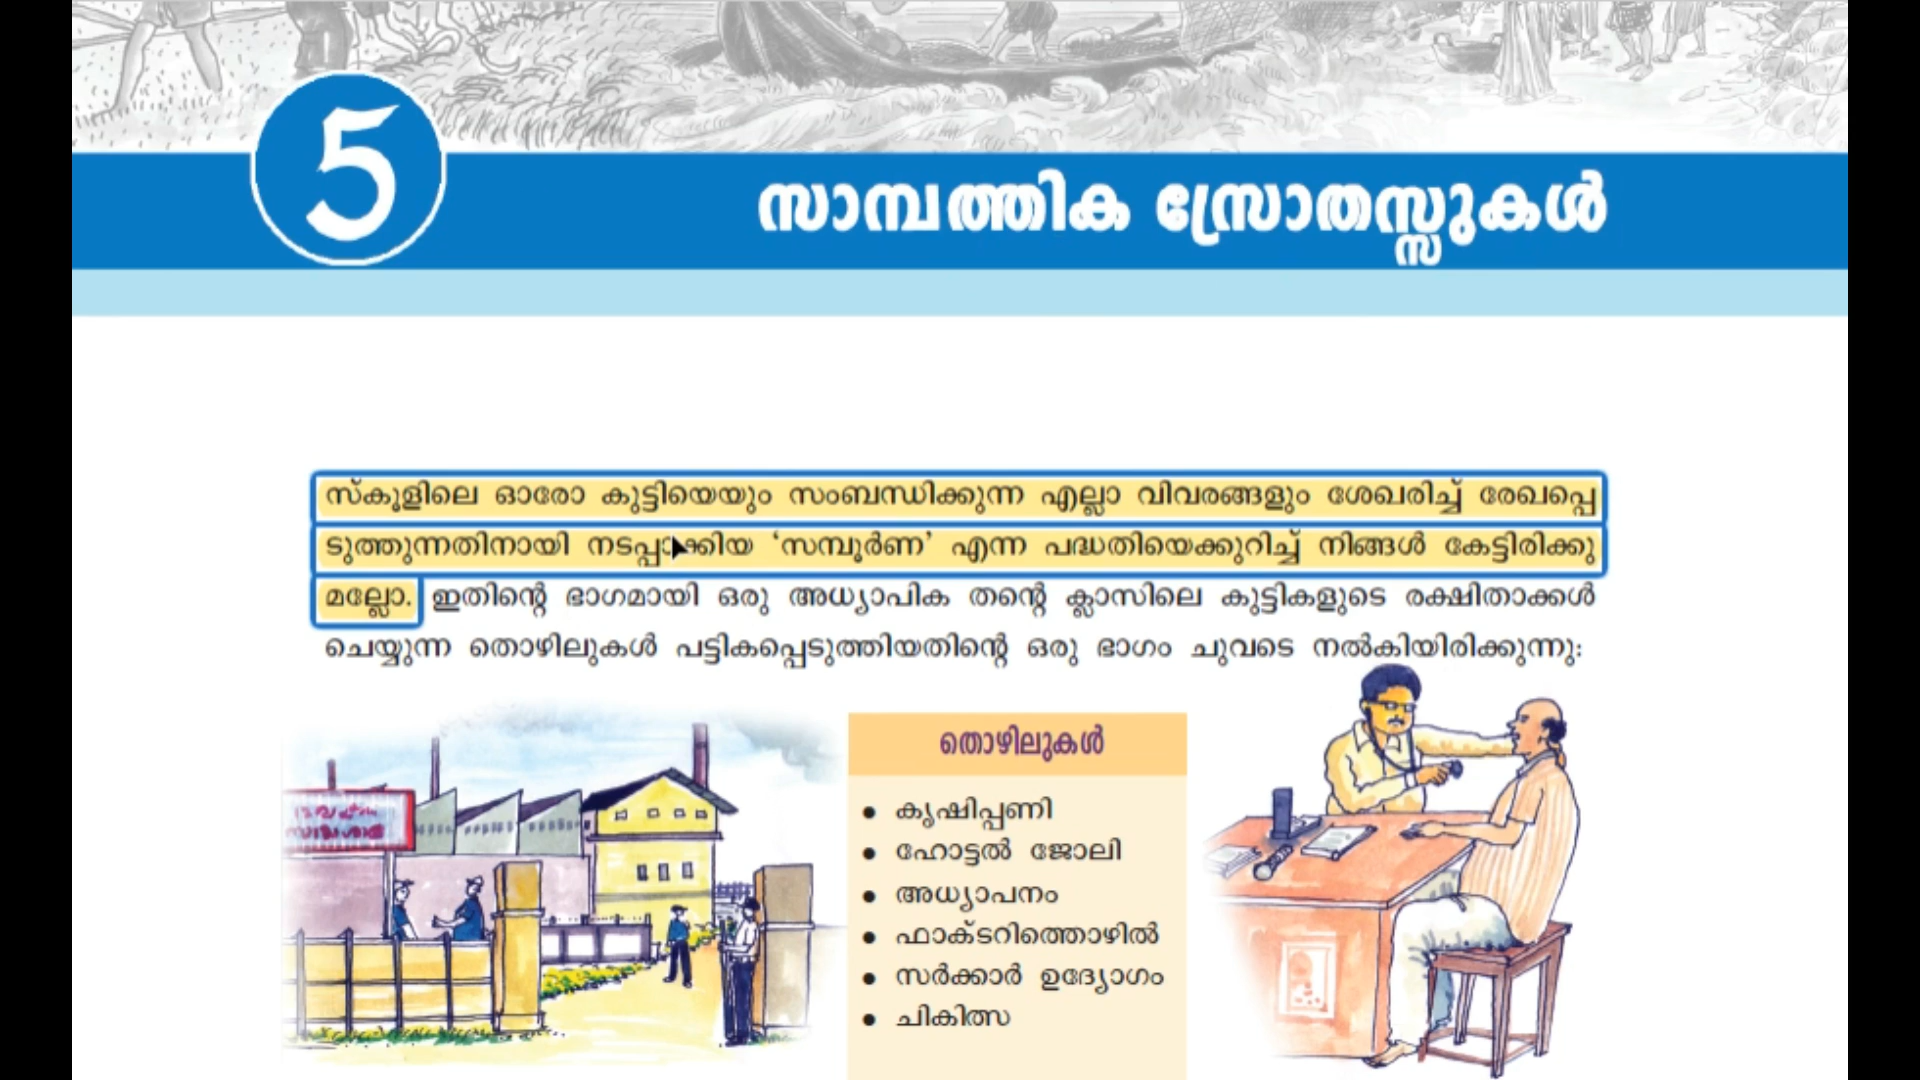 5
സാമ്പത്തിക സ്രോതസ്സുകൾ
സ്കൂളിലെ ഓരോ കുട്ടിയെയും സംബന്ധിക്കുന്ന എല്ലാ വിവരങ്ങളും ശേഖരിച്ച് രേഖപ്പെ
ടുത്തുന്നതിനായി നടപ്പാക്കിയ ‘സമ്പൂർണ’ എന്ന പദ്ധതിയെക്കുറിച്ച് നിങ്ങൾ കേട്ടിരിക്കു
മല്ലോ. ഇതിന്റെ ഭാഗമായി ഒരു അധ്യാപിക തന്റെ ക്ലാസിലെ കുട്ടികളുടെ രക്ഷിതാക്കൾ
ചെയ്യുന്ന തൊഴിലുകൾ പട്ടികപ്പെടുത്തിയതിന്റെ ഒരു ഭാഗം ചുവടെ നൽകിയിരിക്കുന്നു:
തൊഴിലുകൾ
• കൃഷിപ്പണി
• ഹോട്ടൽ ജോലി
• അധ്യാപനം
• ഫാക്ടറിത്തൊഴിൽ
• സർക്കാർ ഉദ്യോഗം
• ചികിത്സ